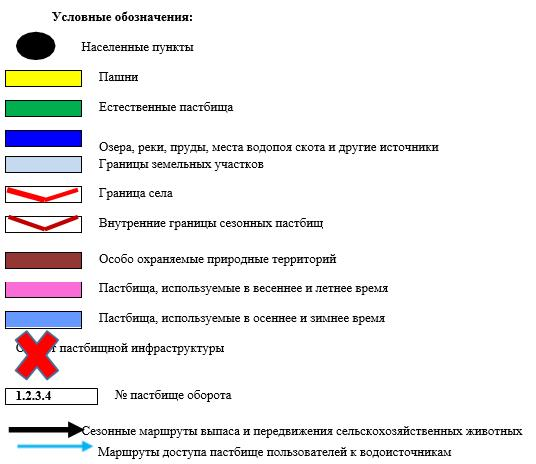 Условные обозначения:
Населенные пункты
Пашни
Естественные пастбища
Озера, реки, пруды, места водопоя скота и другие источники
Границы земельных участков
Граница села
Внутренние границы сезонных пастбищ
Особо охраняемые природные территорий
Пастбища, используемые в весеннее и летнее время
Пастбища, используемые в осеннее и зимнее время
пастбищной инфраструктуры
1.2.3.4 № пастбище оборота
Сезонные маршруты выпаса и передвижения сельскохозяйственных животных
Маршруты доступа пастбище пользователей к водоисточникам